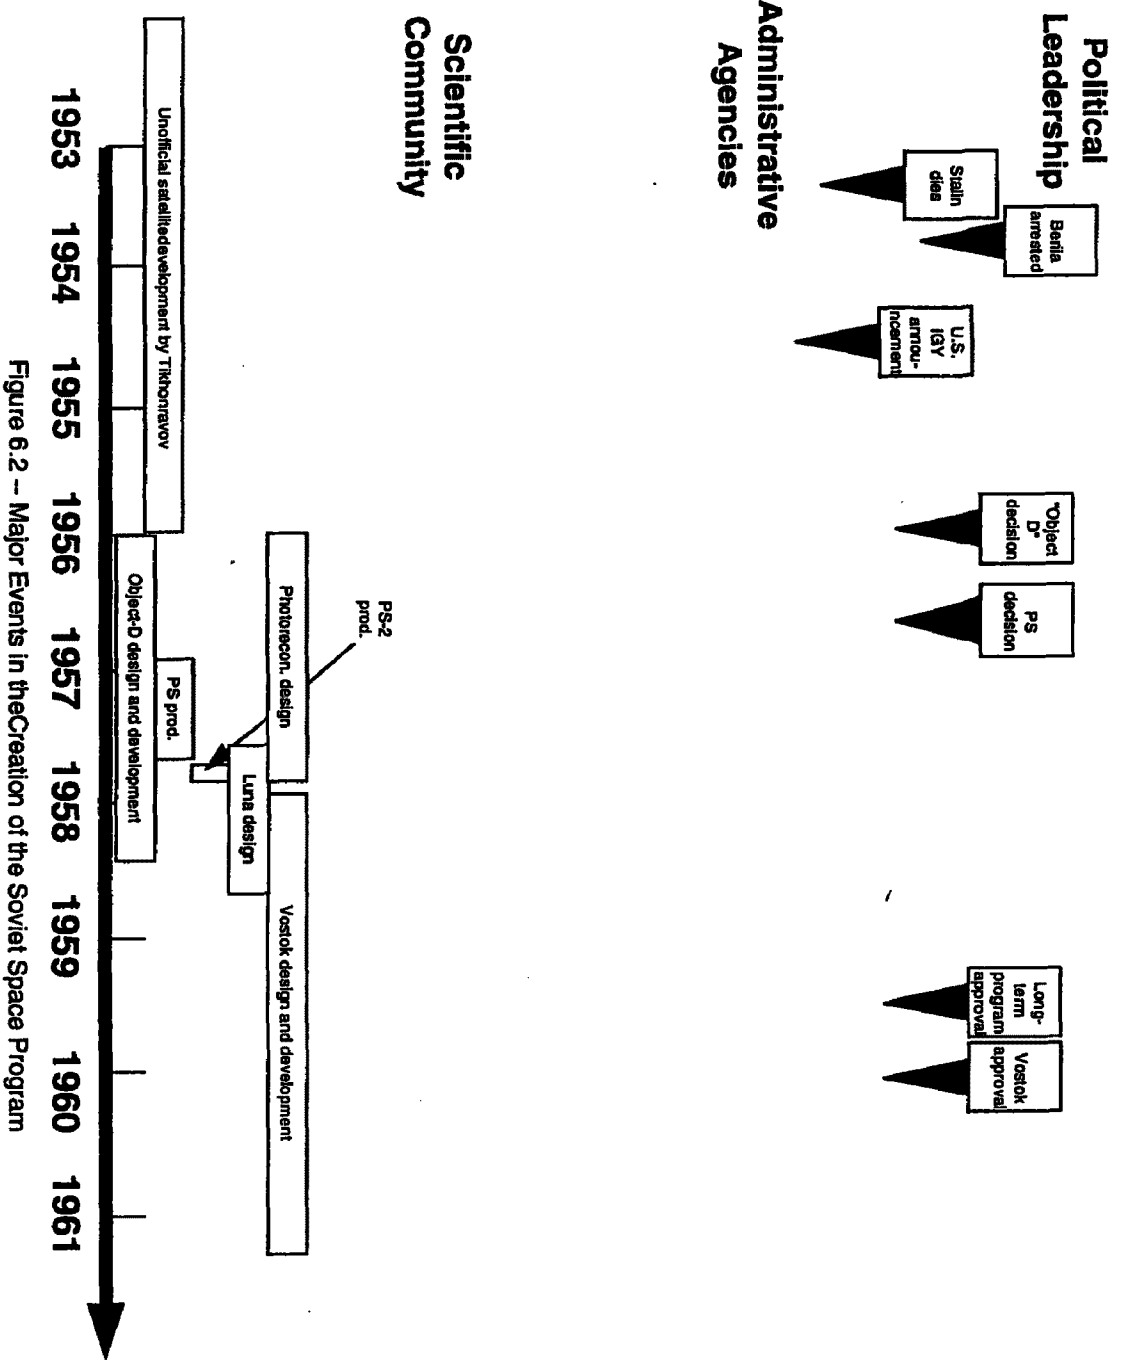 Political
Leadership
Stalin
dies
Beriia
arrested
U.S.
IGY
annou-
ncement
"Object
D"
decision
PS
decision
Long-
term
program
approval
Vostok
approval
Administrative
Agencies
Scientific
Community
PS-2
prod.
Photorecon. design
Vostok design and development
Luna design
PS prod.
Unofficial satellitedevelopment by Tikhonravov
Object-D design and development
1953 1954 1955 1956 1957 1958 1959 1960 1961
Figure 6.2 -- Major Events in theCreation of the Soviet Space Program